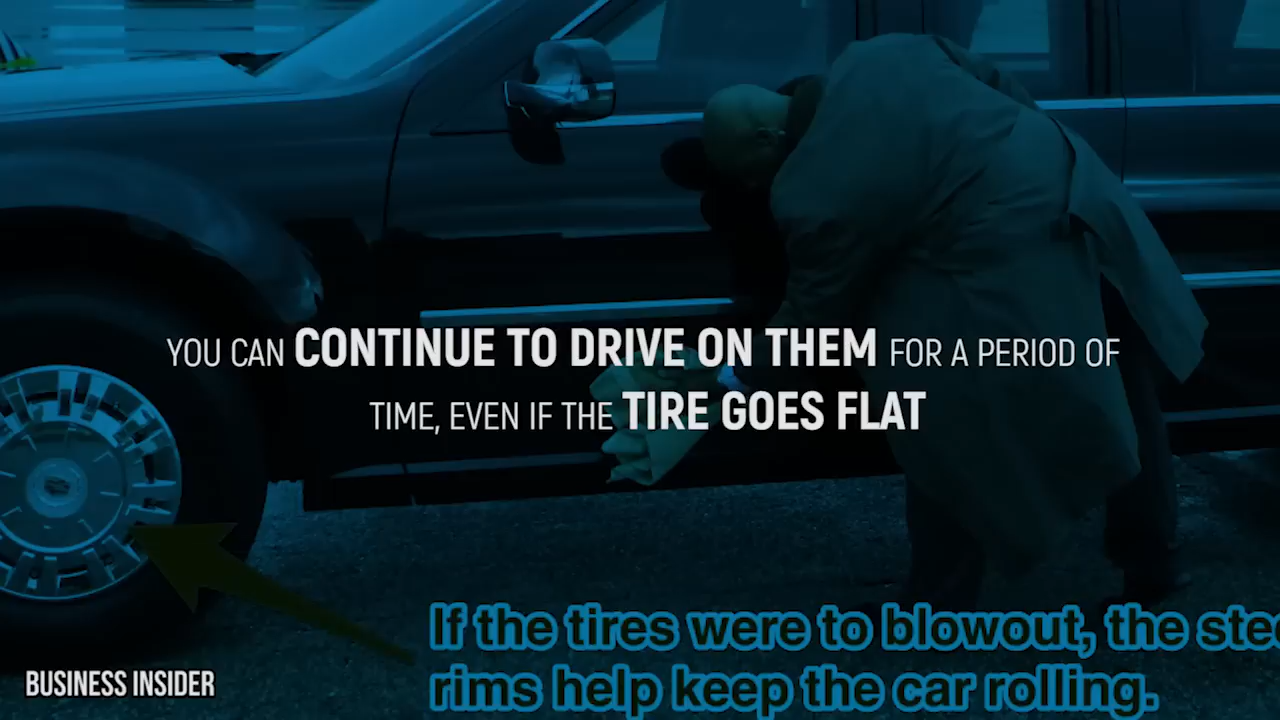 YOU CAN CONTINUE TO DRIVE ON THEM FOR A PERIOD OF
TIME, EVEN IF THE TIRE GOES FLAT
If the tires were to blowout, the
rims help keep the car rolling.
BUSINESS INSIDER